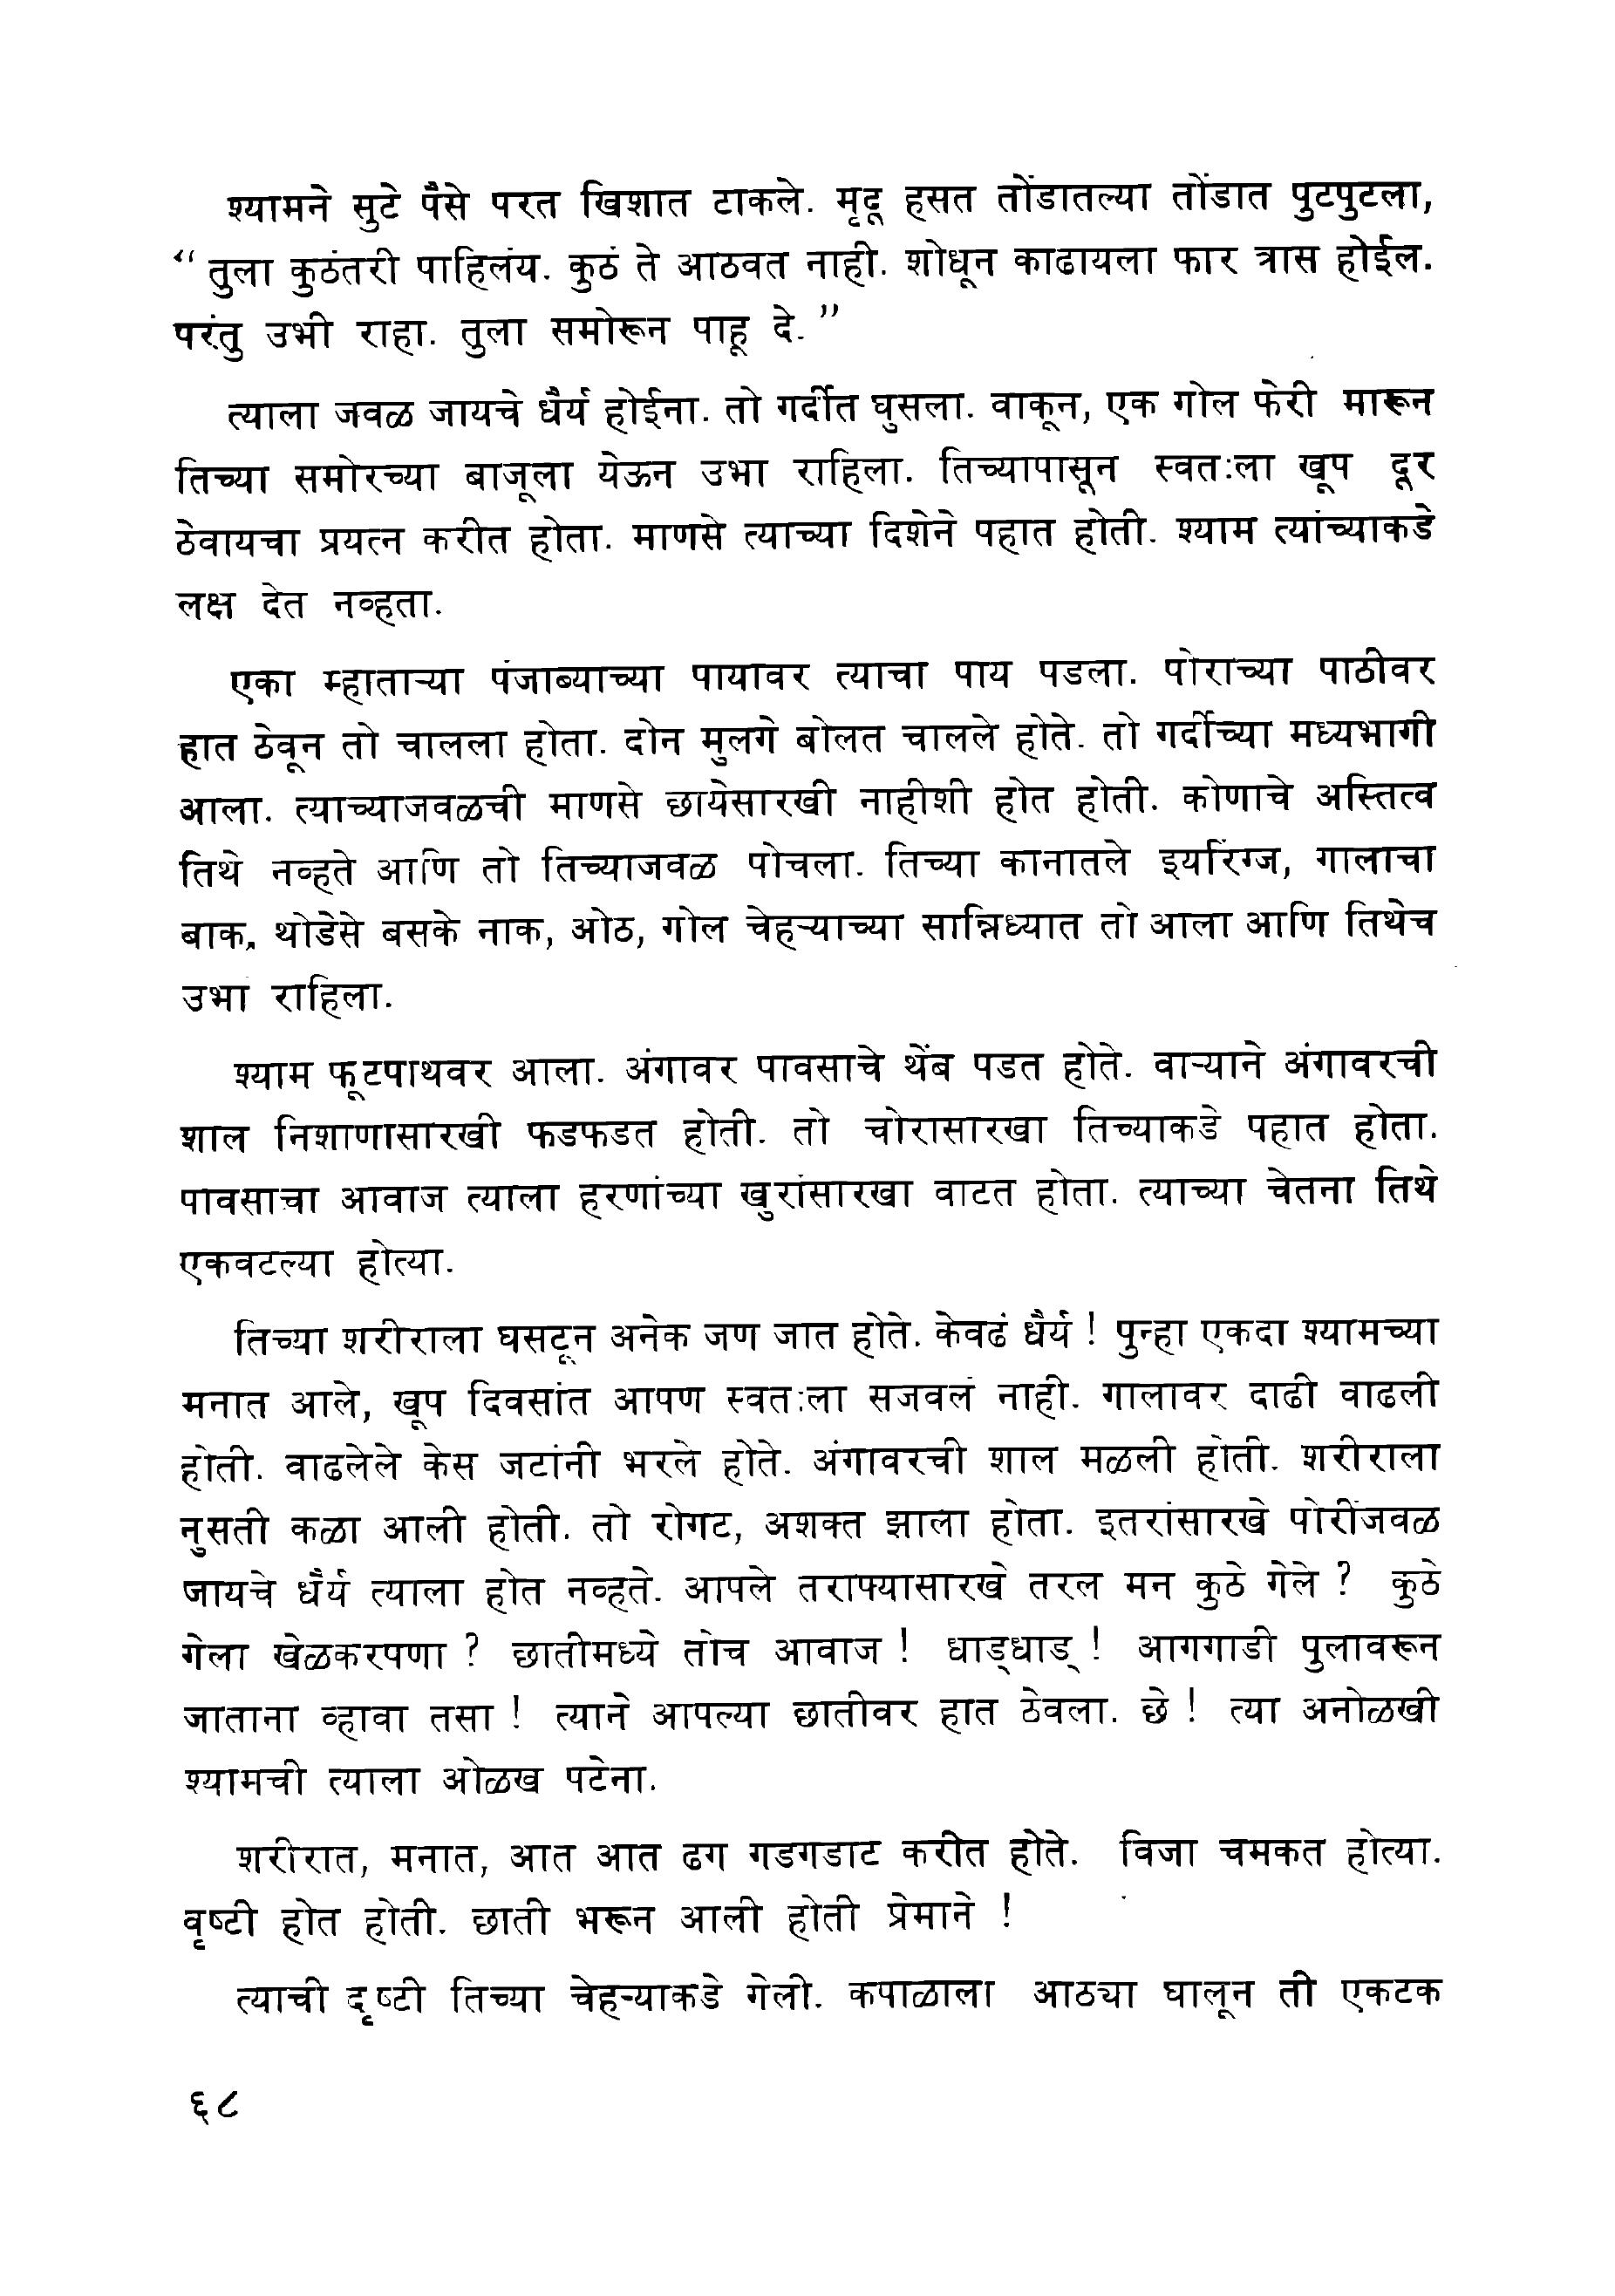 श्यामने सुटे पैसे परत खिशात टाकले. मृदू हसत तोंडातल्या तोंडात पुटपुटला,
“ तुला कुठंतरी पाहिलंय. कुठं ते आठवत नाही. शोधून काढायला फार त्रास होईल.
परंतु उभी राहा. तुला समोरून पाहू दे. ”
त्याला जवळ जायचे धैर्य होईना. तो गर्दीत घुसला. वाकून, एक गोल फेरी मारून
तिच्या समोरच्या बाजूला येऊन उभा राहिला. तिच्यापासून स्वतःला खूप दूर
ठेवायचा प्रयत्न करीत होता. माणसे त्याच्या दिशेने पहात होती. श्याम त्यांच्याकडे
लक्ष देत नव्हता.
एका म्हाताऱ्या पंजाब्याच्या पायावर त्याचा पाय पडला. पोराच्या पाठीवर
हात ठेवून तो चालला होता. दोन मुलगे बोलत चालले होते. तो गर्दीच्या मध्यभागी
आला. त्याच्याजवळची माणसे छायेसारखी नाहीशी होत होती. कोणाचे अस्तित्व
तिथे नव्हते आणि तो तिच्याजवळ पोचला. तिच्या कानातले इयरिंग्ज, गालाचा
बाक, थोडेसे बसके नाक, ओठ, गोल चेहऱ्याच्या सान्निध्यात तो आला आणि तिथेच
उभा राहिला.
श्याम फूटपाथवर आला. अंगावर पावसाचे थेंब पडत होते. वाऱ्याने अंगावरची
शाल निशाणासारखी फडफडत होती. तो चोरासारखा तिच्याकडे पहात होता.
पावसाचा आवाज त्याला हरणांच्या खुरांसारखा वाटत होता. त्याच्या चेतना तिथे
एकवटल्या होत्या.
तिच्या शरीराला घसटून अनेक जण जात होते. केवढं धैर्य ! पुन्हा एकदा श्यामच्या
मनात आले, खूप दिवसांत आपण स्वतःला सजवलं नाही. गालावर दाढी वाढली
होती. वाढलेले केस जटांनी भरले होते. अंगावरची शाल मळली होती. शरीराला
नुसती कळा आली होती. तो रोगट, अशक्त झाला होता. इतरांसारखे पोरींजवळ
जायचे धैर्य त्याला होत नव्हते. आपले तराफ्यासारखे तरल मन कुठे गेले ? कुठे
गेला खेळकरपणा ? छातीमध्ये तोच आवाज ! धाड्धाड् ! आगगाडी पुलावरून
जाताना व्हावा तसा ! त्याने आपल्या छातीवर हात ठेवला. छे ! त्या अनोळखी
श्यामची त्याला ओळख पटेना.
शरीरात, मनात, आत आत ढग गडगडाट करीत होते. विजा चमकत होत्या.
वृष्टी होत होती. छाती भरून आली होती प्रेमाने !
त्याची दृष्टी तिच्या चेहऱ्याकडे गेली. कपाळाला आठ्या घालून ती एकटक
६८